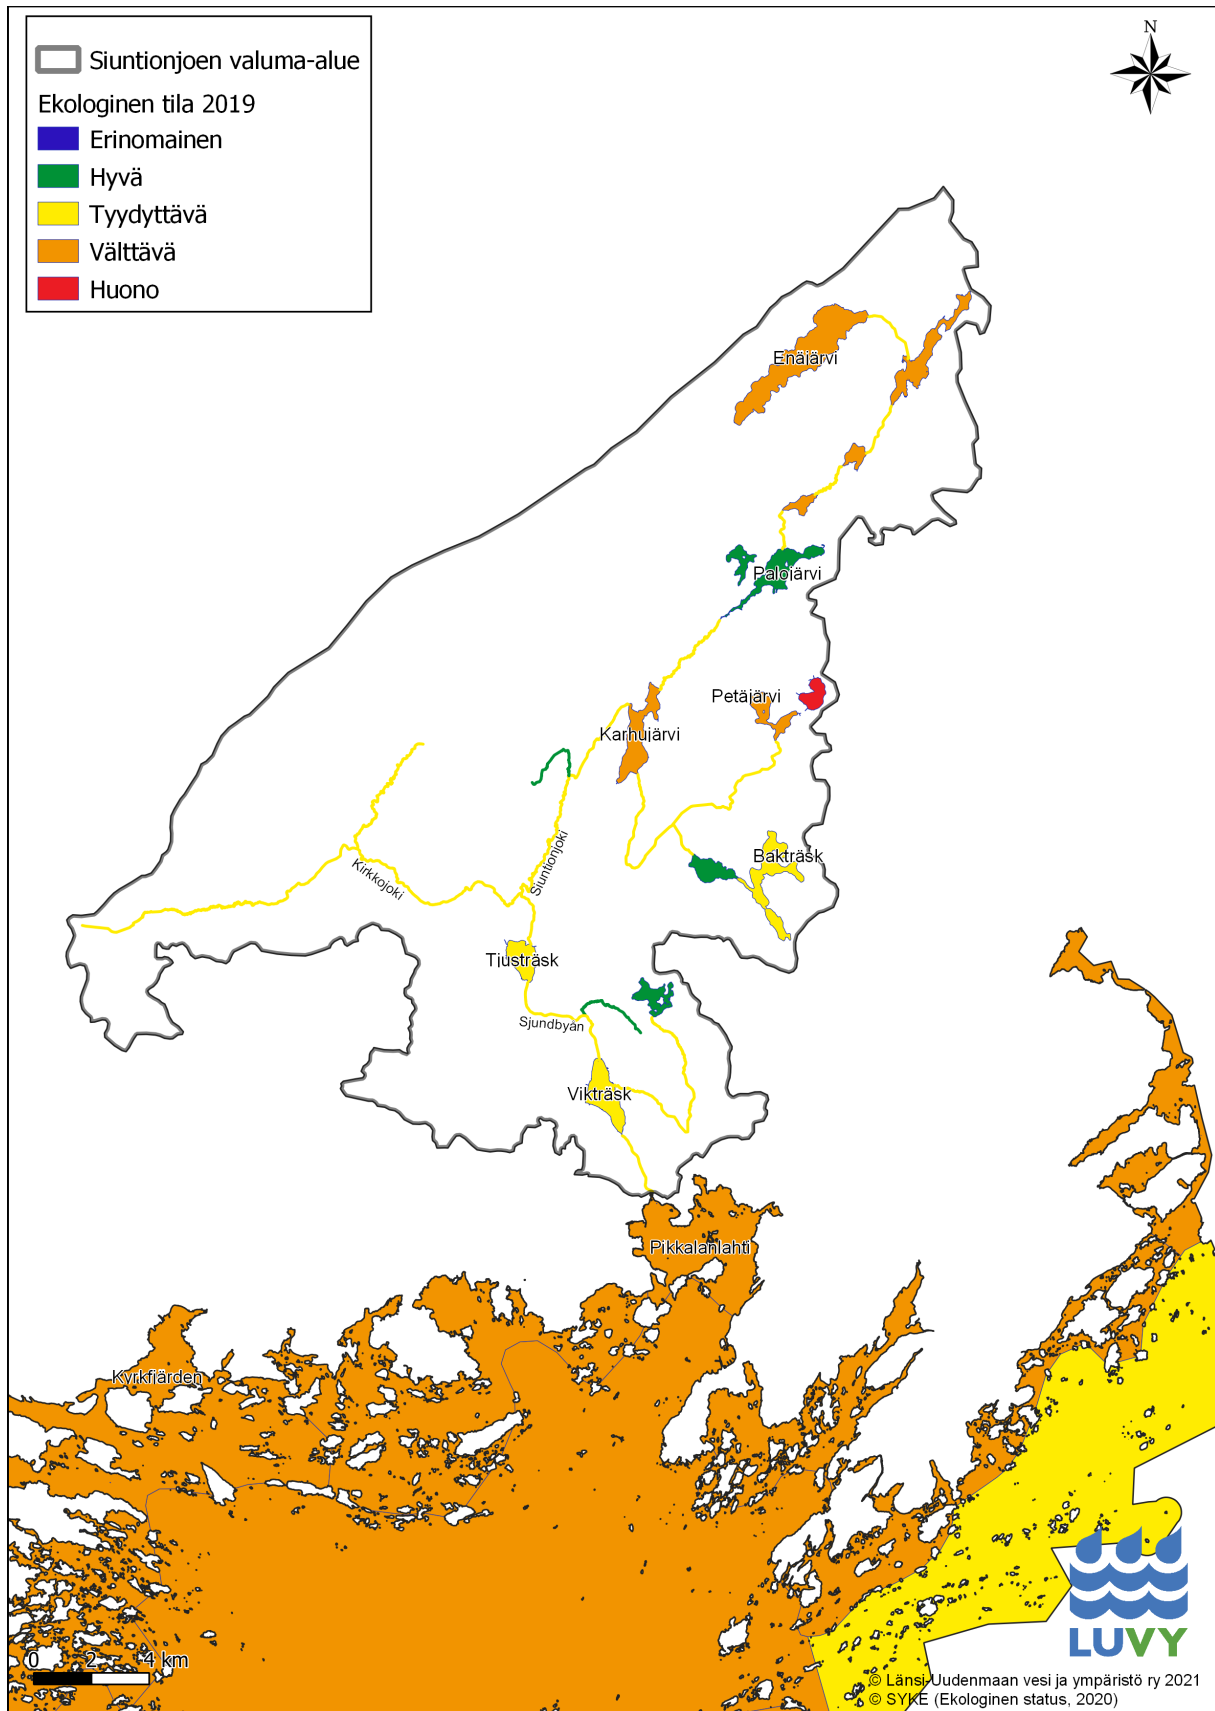 Siuntionjoen valuma-alue
Ekologinen tila 2019
Erinomainen
Hyvä
Tyydyttävä
Välttävä
Huono
N
Enäjärvi
Palojärvi
Petäjärvi
Karhujärvi
Siuntionjoki
Bakträsk
Kirkkojoki
Tjusträsk
Sjundbyån
Vikträsk
Pikkalanlahti
Kyrkfjärden
LUVY
0 2 4 km
© Länsi-Uudenmaan vesi ja ympäristö ry 2021
© SYKE (Ekologinen status, 2020)